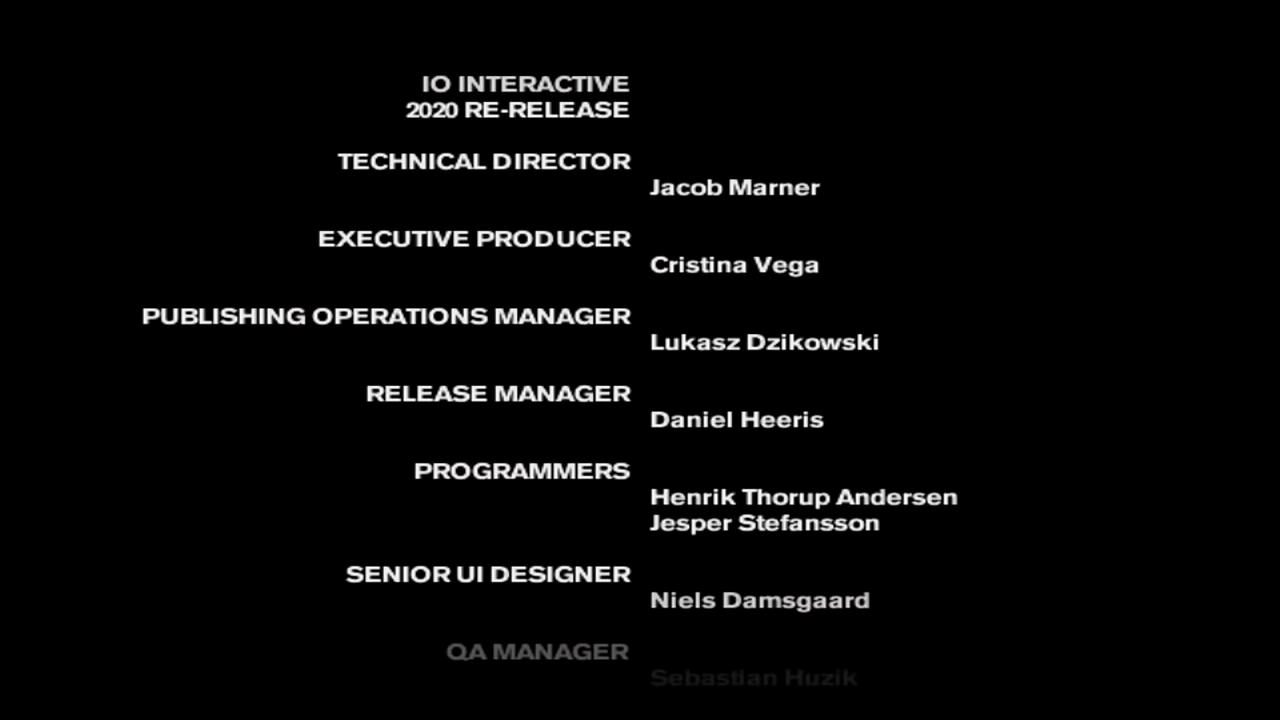 IO INTERACTIVE
2020 RE-RELEASE
TECHNICAL DIRECTOR
Jacob Marner
EXECUTIVE PRODUCER
Cristina Vega
PUBLISHING OPERATIONS MANAGER
Lukasz Dzikowski
RELEASE MANAGER
Daniel Heeris
PROGRAMMERS
Henrik Thorup Andersen
Jesper Stefansson
SENIOR UI DESIGNER
Niels Damsgaard
QA MANAGER
Sebastian Huzik